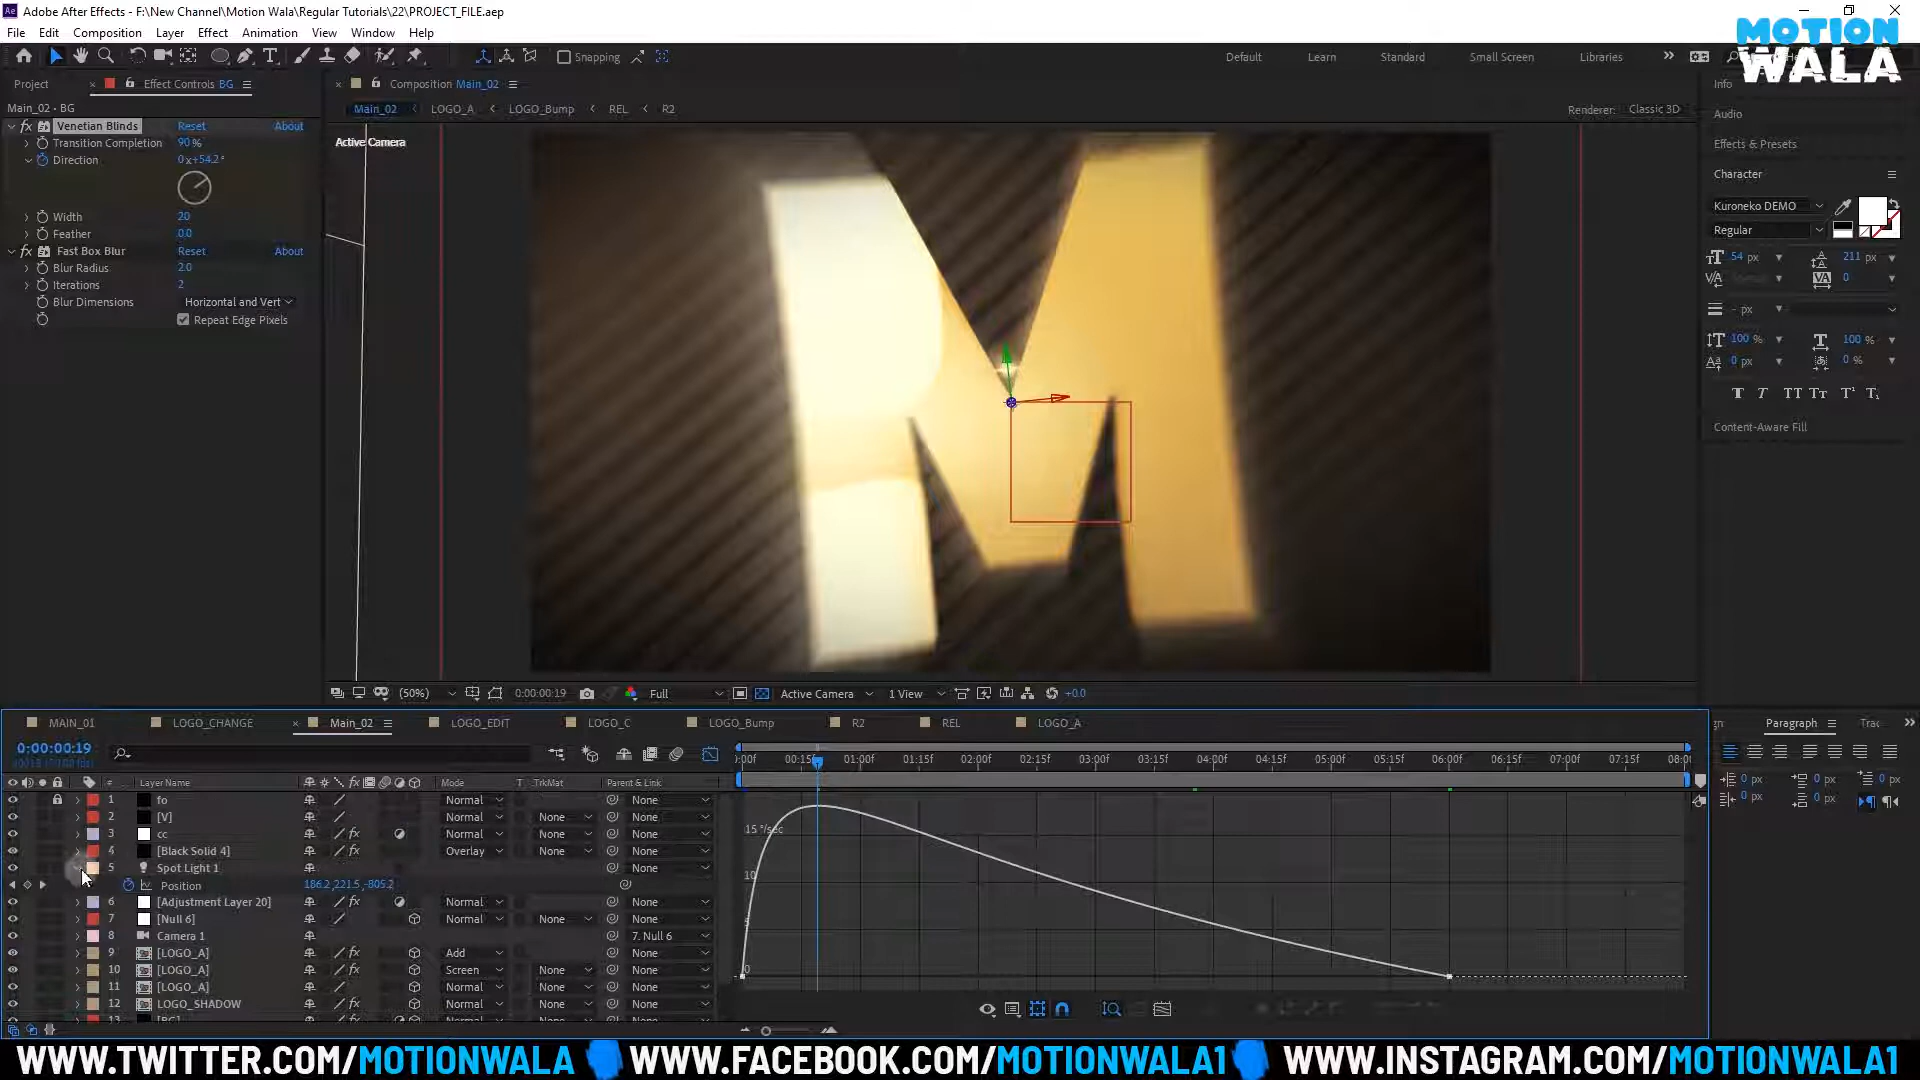 Adobe After Effects - F:\New Channel\Motion Wala\Regular Tutorials\22\PROJECT_FILE.aep
MOTION
WALA
File Edit Composition Layer Effect Animation View Window Help
Snapping
Default Learn Standard Small Screen Libraries
Project Effect Controls BG
Composition Main_02
Info
Main_02 • BG
Main_02 LOGO_A LOGO_Bump REL R2
Renderer: Classic 3D
Audio
fx Venetian Blinds Reset About
Active Camera
Transition Completion 90%
Effects & Presets
Direction 0x+54.2°
Character
Kuroneko DEMO
Width 20
Regular
Feather 0.0
fx Fast Box Blur Reset About
54 px 211 px
Blur Radius 2.0
0
Iterations 2
Blur Dimensions Horizontal and Vert
- px
Repeat Edge Pixels
100 % 100 %
0 px 0 %
Content-Aware Fill
(50%) 0:00:00:19 Full Active Camera 1 View +0.0
MAIN_01 LOGO_CHANGE Main_02 LOGO_EDIT LOGO_C LOGO_Bump R2 REL LOGO_A
Paragraph Trac
0:00:00:19
:00f 00:15f 01:00f 01:15f 02:00f 02:15f 03:00f 03:15f 04:00f 04:15f 05:00f 05:15f 06:00f 06:15f 07:00f 07:15f 08:0
# Layer Name Mode T TrkMat Parent & Link
0 px 0 px 0 px
0 px 0 px
1 fo Normal None
2 [V] Normal None None
3 cc Normal None None
15 °/sec
4 [Black Solid 4] Overlay None None
5 Spot Light 1 None
Position 186.2,221.5,-805.2
10
6 [Adjustment Layer 20] Normal None None
7 [Null 6] Normal None None
5
8 Camera 1 7. Null 6
9 [LOGO_A] Add None
10 [LOGO_A] Screen None None
0
11 [LOGO_A] Normal None None
12 LOGO_SHADOW Normal None None
13 [BG] Normal None None
WWW.TWITTER.COM/MOTIONWALA WWW.FACEBOOK.COM/MOTIONWALA1 WWW.INSTAGRAM.COM/MOTIONWALA1